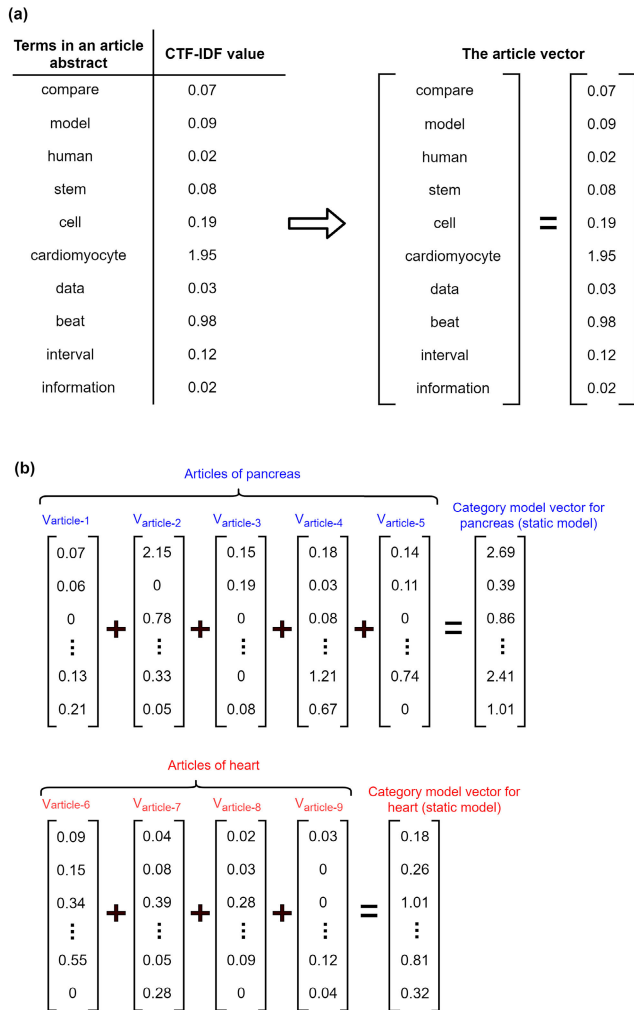 (a)
Terms in an article abstract CTF-IDF value The article vector
compare 0.07 compare 0.07
model 0.09 model 0.09
human 0.02 human 0.02
stem 0.08 stem 0.08
cell 0.19 cell = 0.19
cardiomyocyte 1.95 cardiomyocyte 1.95
data 0.03 data 0.03
beat 0.98 beat 0.98
interval 0.12 interval 0.12
information 0.02 information 0.02
(b)
Articles of pancreas
Varticle-1 Varticle-2 Varticle-3 Varticle-4 Varticle-5 Category model vector for pancreas (static model)
0.07 2.15 0.15 0.18 0.14 2.69
0.06 0 0.19 0.03 0.11 0.39
0 + 0.78 + 0 + 0.08 + 0 = 0.86
⋮ ⋮ ⋮ ⋮ ⋮ ⋮
0.13 0.33 0 1.21 0.74 2.41
0.21 0.05 0.08 0.67 0 1.01
Articles of heart
Varticle-6 Varticle-7 Varticle-8 Varticle-9 Category model vector for heart (static model)
0.09 0.04 0.02 0.03 0.18
0.15 0.08 0.03 0 0.26
0.34 + 0.39 + 0.28 + 0 = 1.01
⋮ ⋮ ⋮ ⋮ ⋮
0.55 0.05 0.09 0.12 0.81
0 0.28 0 0.04 0.32